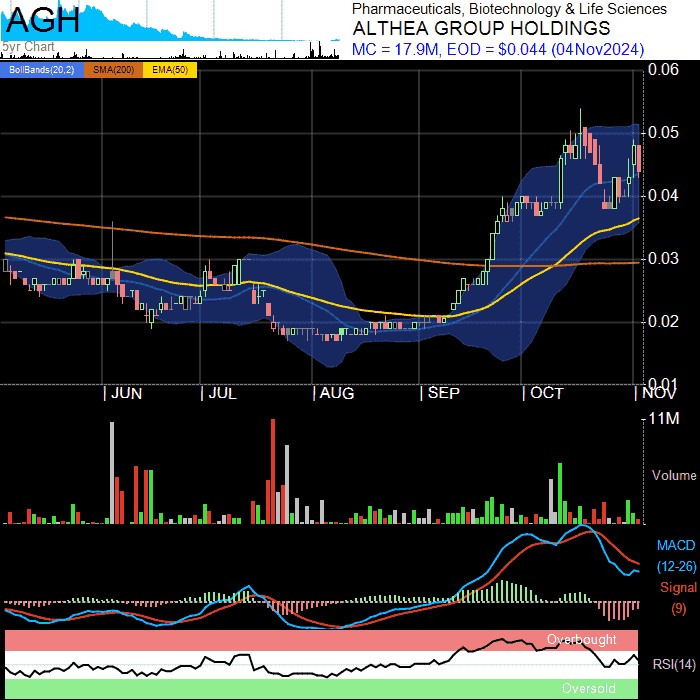 AGH
5yr Chart
Pharmaceuticals, Biotechnology & Life Sciences
ALTHEA GROUP HOLDINGS
MC = 17.9M, EOD = $0.044 (04Nov2024)
BollBands(20,2) SMA(200) EMA(50)
0.06
0.05
0.04
0.03
0.02
0.01
JUN JUL AUG SEP OCT NOV
11M
Volume
MACD
(12-26)
Signal
(9)
Overbought
RSI(14)
Oversold